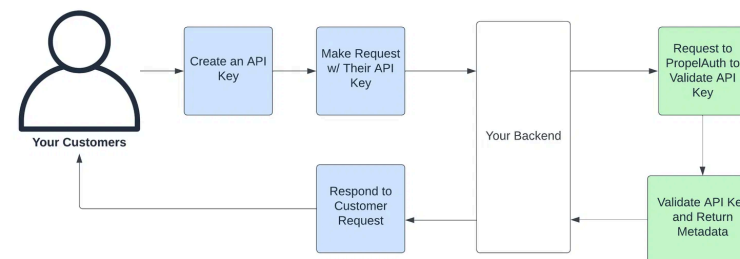 Create an API
Key
Make Request
w/ Their API
Key
Request to
PropelAuth to
Validate API
Key
Your Customers
Your Backend
Respond to
Customer
Request
Validate API Ke
and Return
Metadata